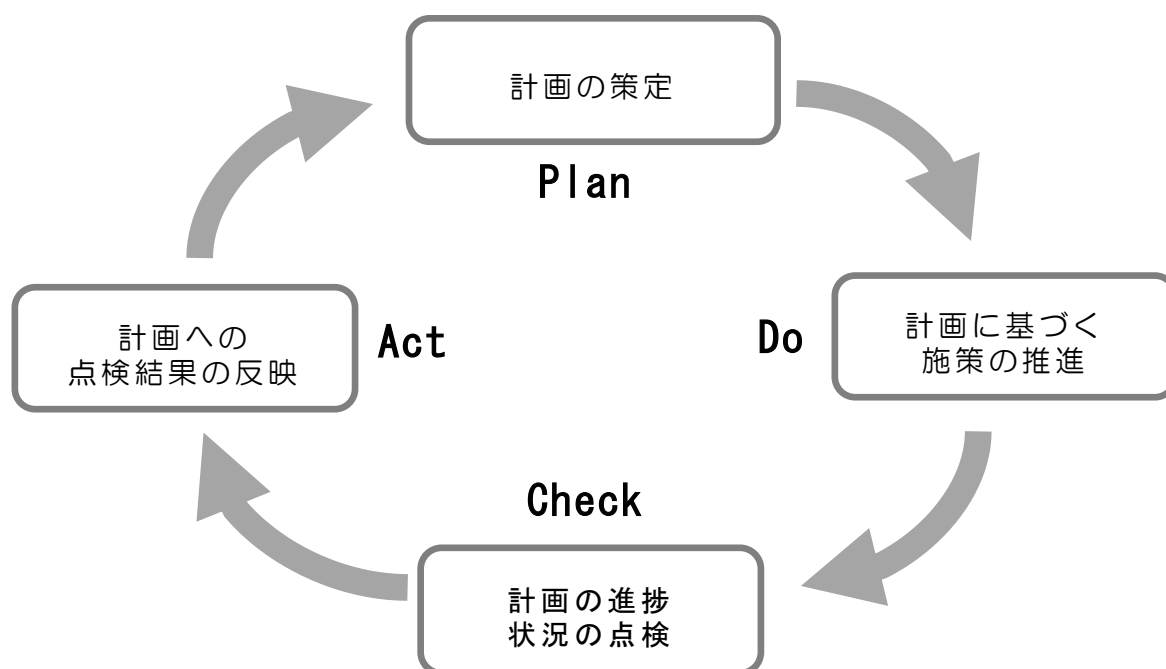 計画の策定
Plan
計画に基づく
施策の推進
Do
Check
計画の進捗
状況の点検
計画への
点検結果の反映
Act